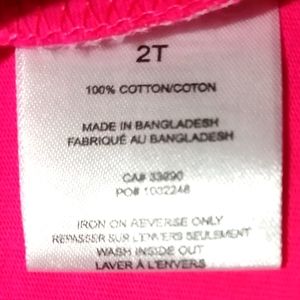 2T
100% COTTON/COTON
MADE IN BANGLADESH
FABRIQUÉ AU BANGLADESH
CA# 33090
PO# 1002248
IRON ON REVERSE ONLY
REPASSER SUR L'ENVERS SEULEMENT
WASH INSIDE OUT
LAVER À L'ENVERS